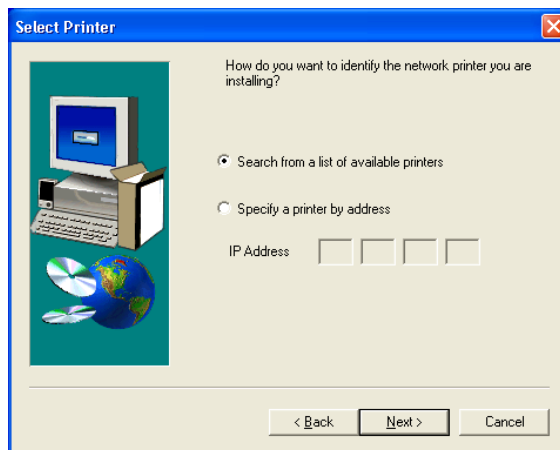 Select Printer
How do you want to identify the network printer you are
installing?
Search from a list of available printers
Specify a printer by address
IP Address
< Back
Next >
Cancel